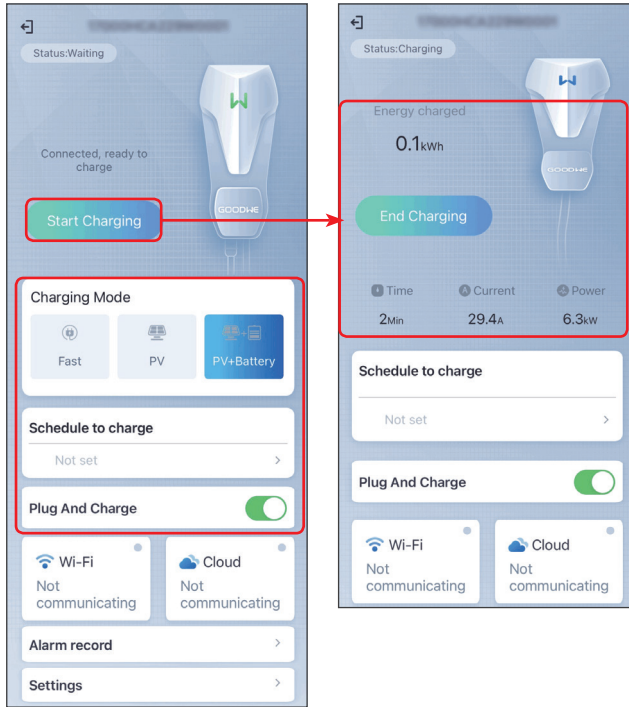 Status:Waiting
Connected, ready to
charge
Start Charging
GOODWE
Charging Mode
Fast
PV
PV+Battery
Schedule to charge
Not set
Plug And Charge
Wi-Fi
Not
communicating
Cloud
Not
communicating
Alarm record
Settings
Status:Charging
Energy charged
0.1kWh
GOODWE
End Charging
Time
Current
Power
2Min
29.4A
6.3kW
Schedule to charge
Not set
Plug And Charge
Wi-Fi
Not
communicating
Cloud
Not
communicating